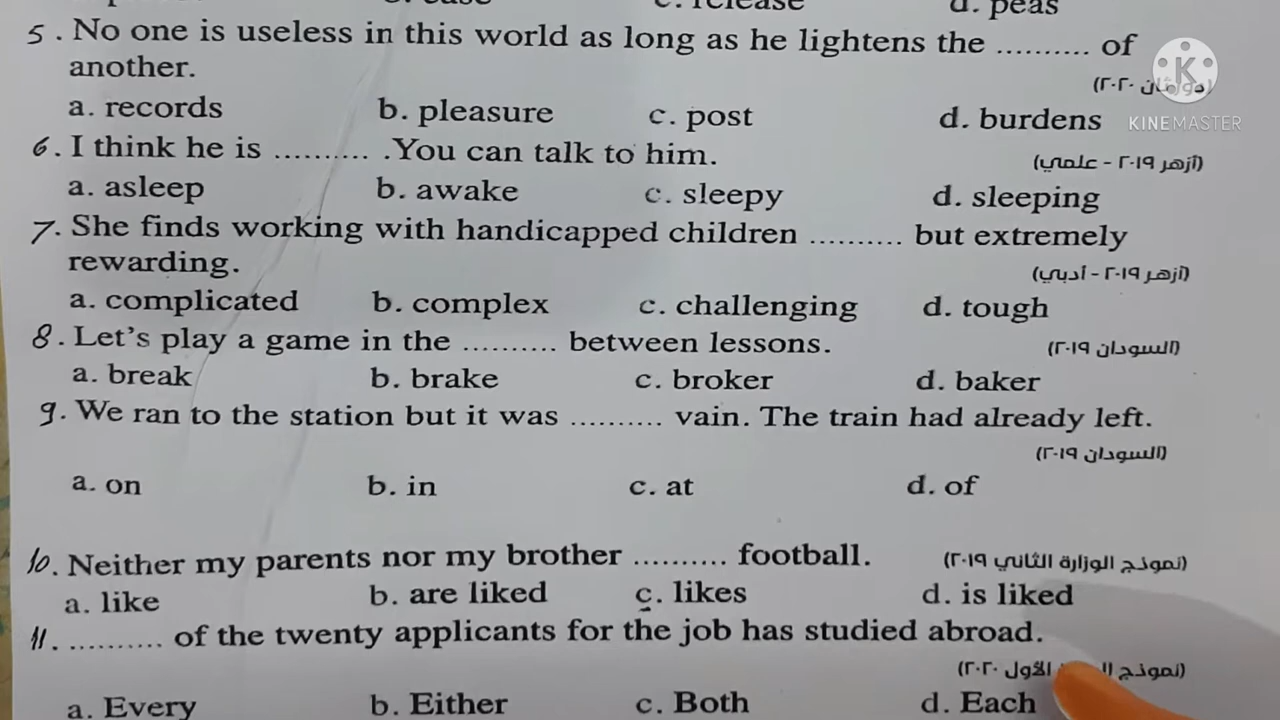 c. release d. peas
5. No one is useless in this world as long as he lightens the .......... of
another.
٢٠٢٠)
a. records b. pleasure c. post d. burdens
KINEMASTER
6. I think he is .......... .You can talk to him. (أزهر ٢٠١٩ - علمي)
a. asleep b. awake c. sleepy d. sleeping
7. She finds working with handicapped children .......... but extremely
rewarding. (أزهر ٢٠١٩ - أدبي)
a. complicated b. complex c. challenging d. tough
8. Let's play a game in the .......... between lessons. (السودان ٢٠١٩)
a. break b. brake c. broker d. baker
9. We ran to the station but it was .......... vain. The train had already left.
(السودان ٢٠١٩)
a. on b. in c. at d. of
10. Neither my parents nor my brother .......... football. (نموذج الوزارة الثاني ٢٠١٩)
a. like b. are liked c. likes d. is liked
11. .......... of the twenty applicants for the job has studied abroad.
(نموذج الأول ٢٠٢٠)
a. Every b. Either c. Both d. Each